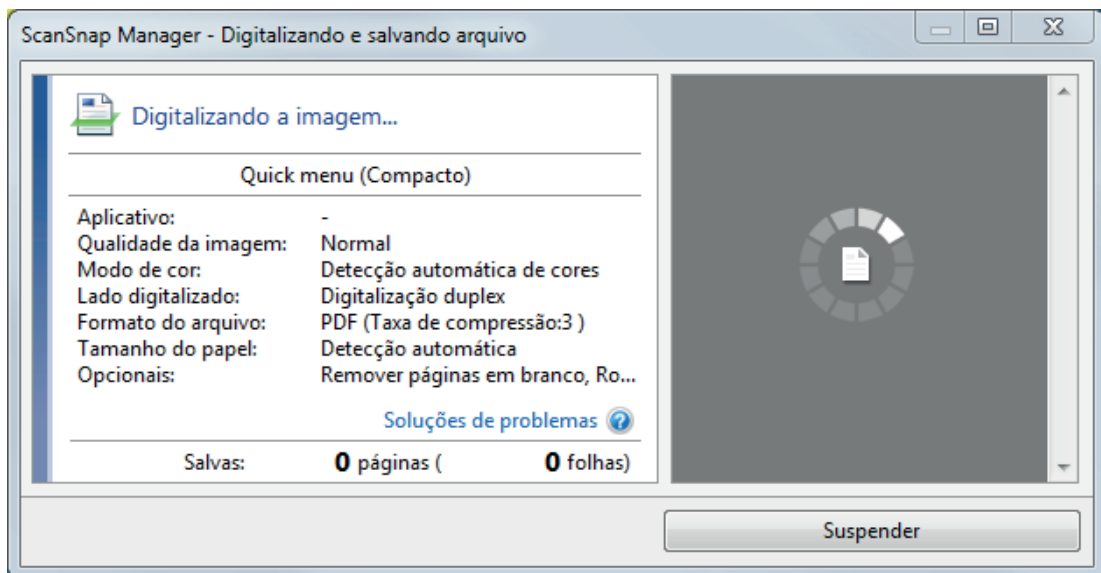 ScanSnap Manager - Digitalizando e salvando arquivo
Digitalizando a imagem...
Quick menu (Compacto)
Aplicativo: -
Qualidade da imagem: Normal
Modo de cor: Detecção automática de cores
Lado digitalizado: Digitalização duplex
Formato do arquivo: PDF (Taxa de compressão:3 )
Tamanho do papel: Detecção automática
Opcionais: Remover páginas em branco, Ro...
Soluções de problemas
Salvas: 0 páginas ( 0 folhas)
Suspender